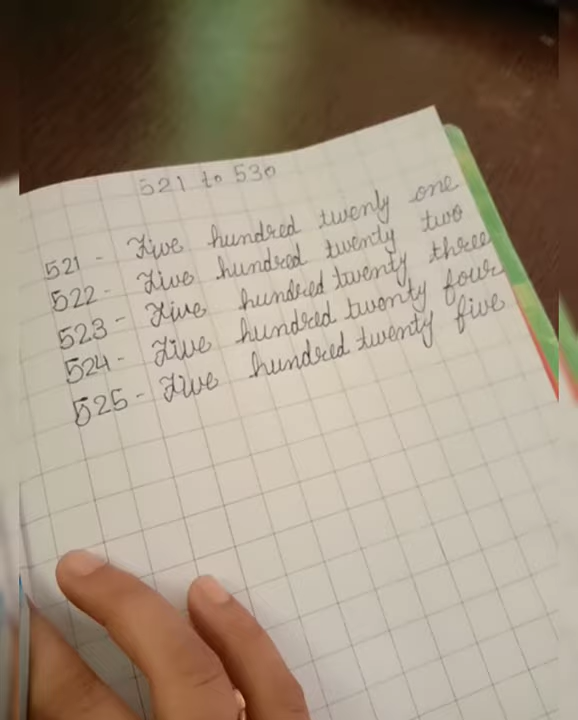 521 to 530
521 - Five hundred twenty one
522 - Five hundred twenty two
523 - Five hundred twenty three
524 - Five hundred twenty four
525 - Five hundred twenty five